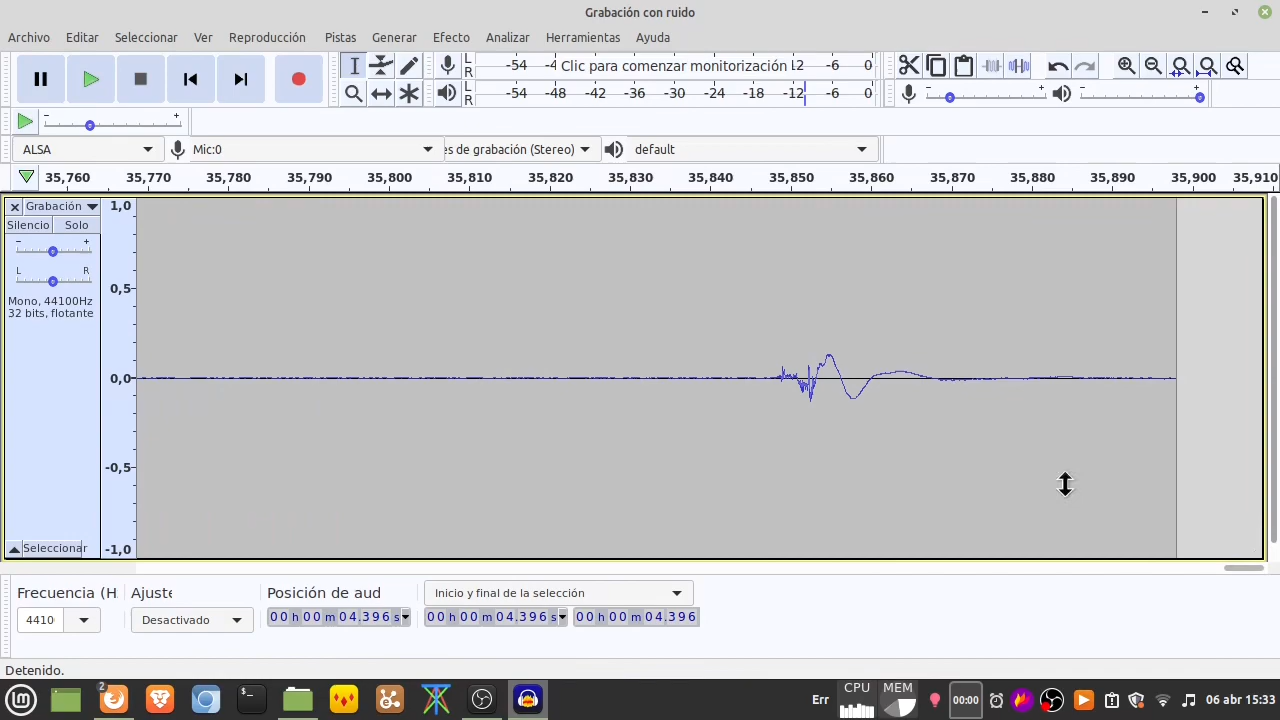 Grabación con ruido
Archivo Editar Seleccionar Ver Reproducción Pistas Generar Efecto Analizar Herramientas Ayuda
L R -54 -4 Clic para comenzar monitorización 12 -6 0
L R -54 -48 -42 -36 -30 -24 -18 -12 -6 0
- + - +
- +
ALSA Mic:0 es de grabación (Stereo) default
35,760 35,770 35,780 35,790 35,800 35,810 35,820 35,830 35,840 35,850 35,860 35,870 35,880 35,890 35,900 35,910
Grabación 1,0
Silencio Solo
- +
L R
0,5
Mono, 44100Hz
32 bits, flotante
0,0
-0,5
Seleccionar -1,0
Frecuencia (H Ajuste Posición de aud Inicio y final de la selección
4410 Desactivado 00 h 00 m 04.396 s 00 h 00 m 04.396 s 00 h 00 m 04.396
Detenido.
2 $_ Err CPU MEM 00:00 06 abr 15:33